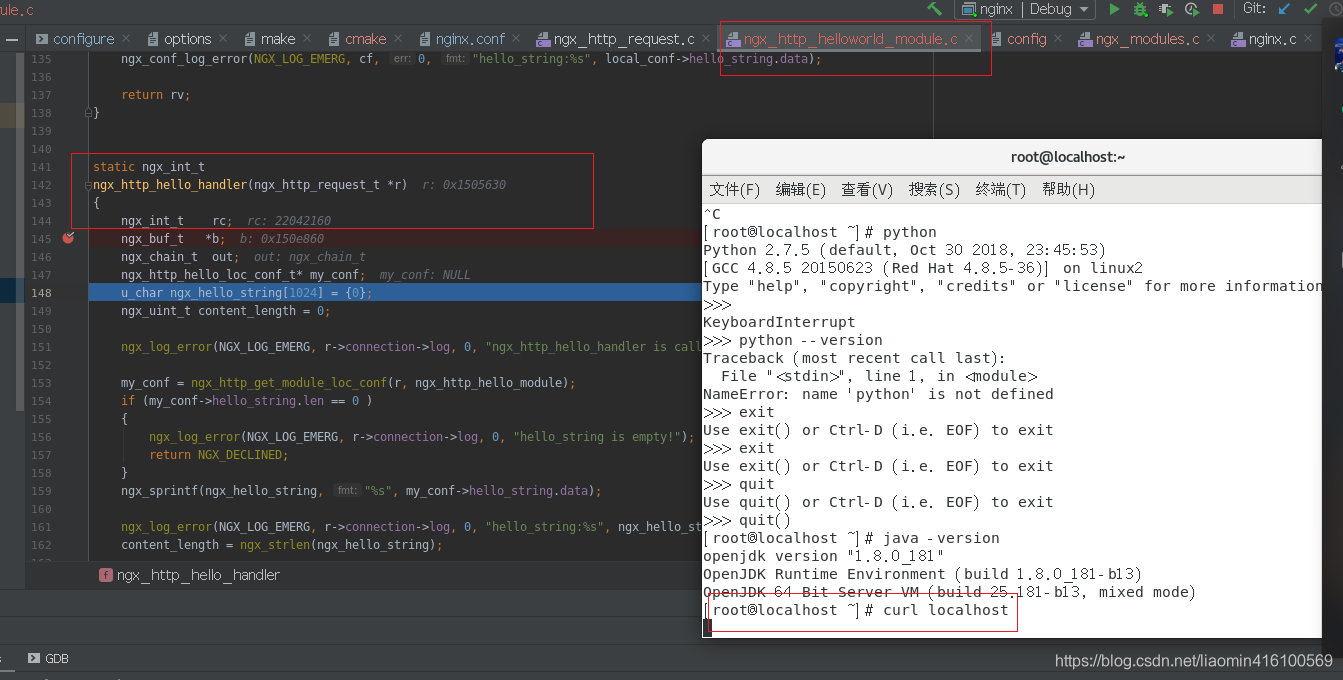 ule.c
nginx Debug Git:
configure options make cmake nginx.conf ngx_http_request.c ngx_http_helloworld_module.c config ngx_modules.c nginx.c
135 ngx_conf_log_error(NGX_LOG_EMERG, cf, err: 0, fmt: "hello_string:%s", local_conf->hello_string.data);
136
137 return rv;
138 }
139
140
141 static ngx_int_t
142 ngx_http_hello_handler(ngx_http_request_t *r) r: 0x1505630
143 {
144 ngx_int_t rc; rc: 22042160
145 ngx_buf_t *b; b: 0x150e860
146 ngx_chain_t out; out: ngx_chain_t
147 ngx_http_hello_loc_conf_t* my_conf; my_conf: NULL
148 u_char ngx_hello_string[1024] = {0};
149 ngx_uint_t content_length = 0;
150
151 ngx_log_error(NGX_LOG_EMERG, r->connection->log, 0, "ngx_http_hello_handler is call
152
153 my_conf = ngx_http_get_module_loc_conf(r, ngx_http_hello_module);
154 if (my_conf->hello_string.len == 0 )
155 {
156 ngx_log_error(NGX_LOG_EMERG, r->connection->log, 0, "hello_string is empty!");
157 return NGX_DECLINED;
158 }
159 ngx_sprintf(ngx_hello_string, fmt: "%s", my_conf->hello_string.data);
160
161 ngx_log_error(NGX_LOG_EMERG, r->connection->log, 0, "hello_string:%s", ngx_hello_st
162 content_length = ngx_strlen(ngx_hello_string);
f ngx_http_hello_handler
GDB
root@localhost:~
文件(F) 编辑(E) 查看(V) 搜索(S) 终端(T) 帮助(H)
^C
[root@localhost ~]# python
Python 2.7.5 (default, Oct 30 2018, 23:45:53)
[GCC 4.8.5 20150623 (Red Hat 4.8.5-36)] on linux2
Type "help", "copyright", "credits" or "license" for more information
>>>
KeyboardInterrupt
>>> python --version
Traceback (most recent call last):
File "<stdin>", line 1, in <module>
NameError: name 'python' is not defined
>>> exit
Use exit() or Ctrl-D (i.e. EOF) to exit
>>> exit
Use exit() or Ctrl-D (i.e. EOF) to exit
>>> quit
Use quit() or Ctrl-D (i.e. EOF) to exit
>>> quit()
[root@localhost ~]# java -version
openjdk version "1.8.0_181"
OpenJDK Runtime Environment (build 1.8.0_181-b13)
OpenJDK 64-Bit Server VM (build 25.181-b13, mixed mode)
[root@localhost ~]# curl localhost
https://blog.csdn.net/liaomin416100569